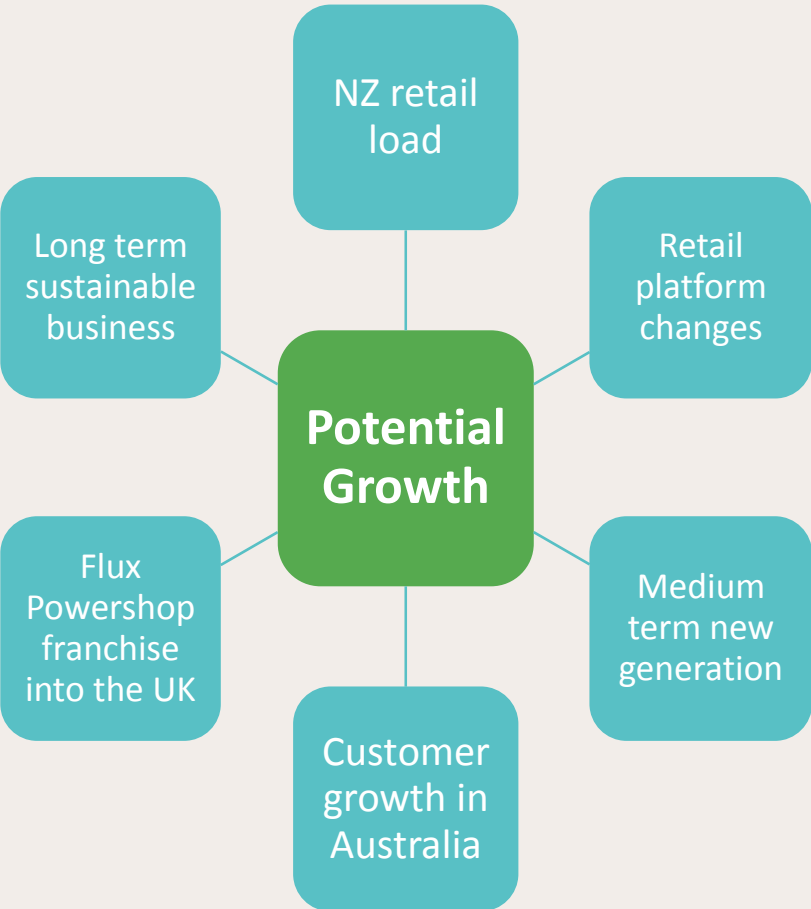 NZ retail
load
Long term
sustainable
business
Retail
platform
changes
Potential
Growth
Flux
Powershop
franchise
into the UK
Medium
term new
generation
Customer
growth in
Australia